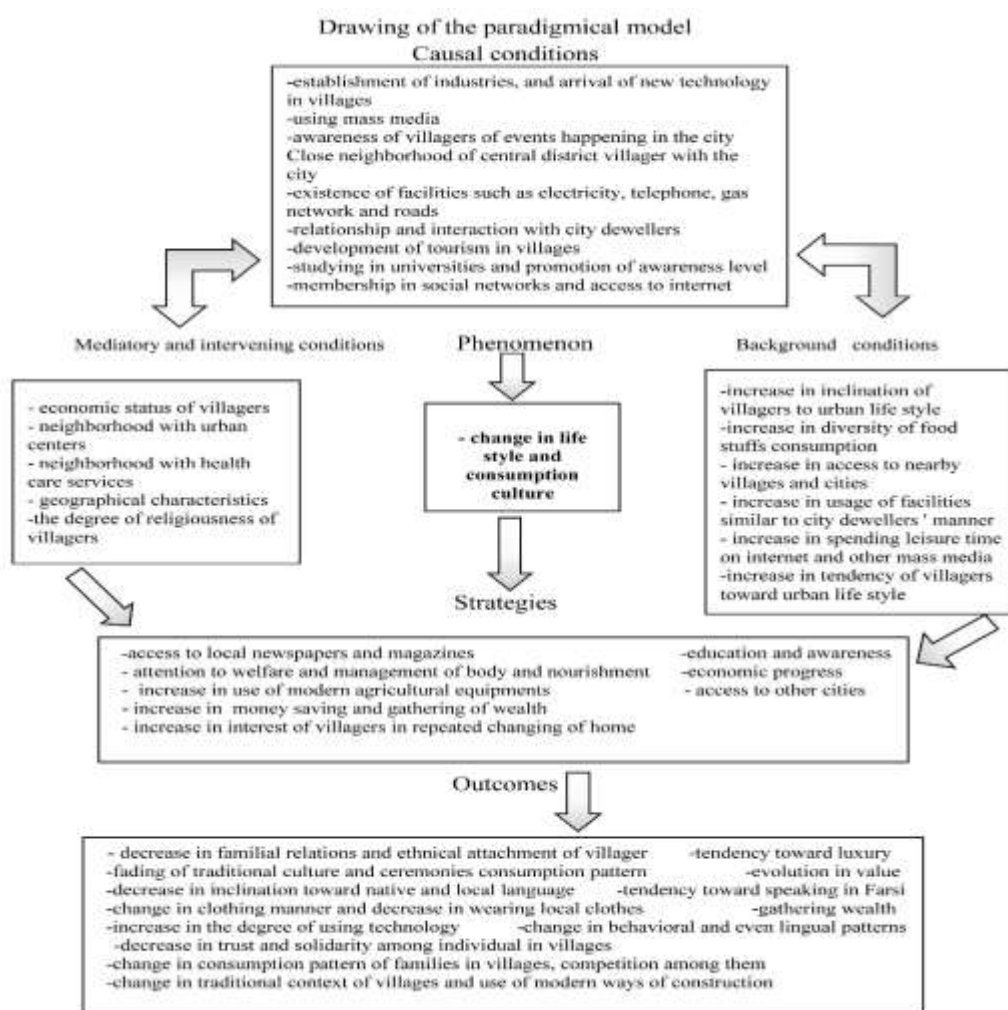 Drawing of the paradigmical model
Causal conditions
-establishment of industries, and arrival of new technology
in villages
-using mass media
-awareness of villagers of events happening in the city
Close neighborhood of central district villager with the
city
-existence of facilities such as electricity, telephone, gas
network and roads
-relationship and interaction with city dewellers
-development of tourism in villages
-studying in universities and promotion of awareness level
-membership in social networks and access to internet
Mediatory and intervening conditions
- economic status of villagers
- neighborhood with urban
centers
- neighborhood with health
care services
- geographical characteristics
-the degree of religiousness of
villagers
Phenomenon
- change in life
style and
consumption
culture
Background conditions
-increase in inclination of
villagers to urban life style
-increase in diversity of food
stuffs consumption
- increase in access to nearby
villages and cities
- increase in usage of facilities
similar to city dewellers ' manner
- increase in spending leisure time
on internet and other mass media
-increase in tendency of villagers
toward urban life style
Strategies
-access to local newspapers and magazines
- attention to welfare and management of body and nourishment
- increase in use of modern agricultural equipments
- increase in money saving and gathering of wealth
- increase in interest of villagers in repeated changing of home
-education and awareness
-economic progress
- access to other cities
Outcomes
- decrease in familial relations and ethnical attachment of villager -tendency toward luxury
-fading of traditional culture and ceremonies consumption pattern -evolution in value
-decrease in inclination toward native and local language -tendency toward speaking in Farsi
-change in clothing manner and decrease in wearing local clothes -gathering wealth
-increase in the degree of using technology -change in behavioral and even lingual patterns
-decrease in trust and solidarity among individual in villages
-change in consumption pattern of families in villages, competition among them
-change in traditional context of villages and use of modern ways of construction